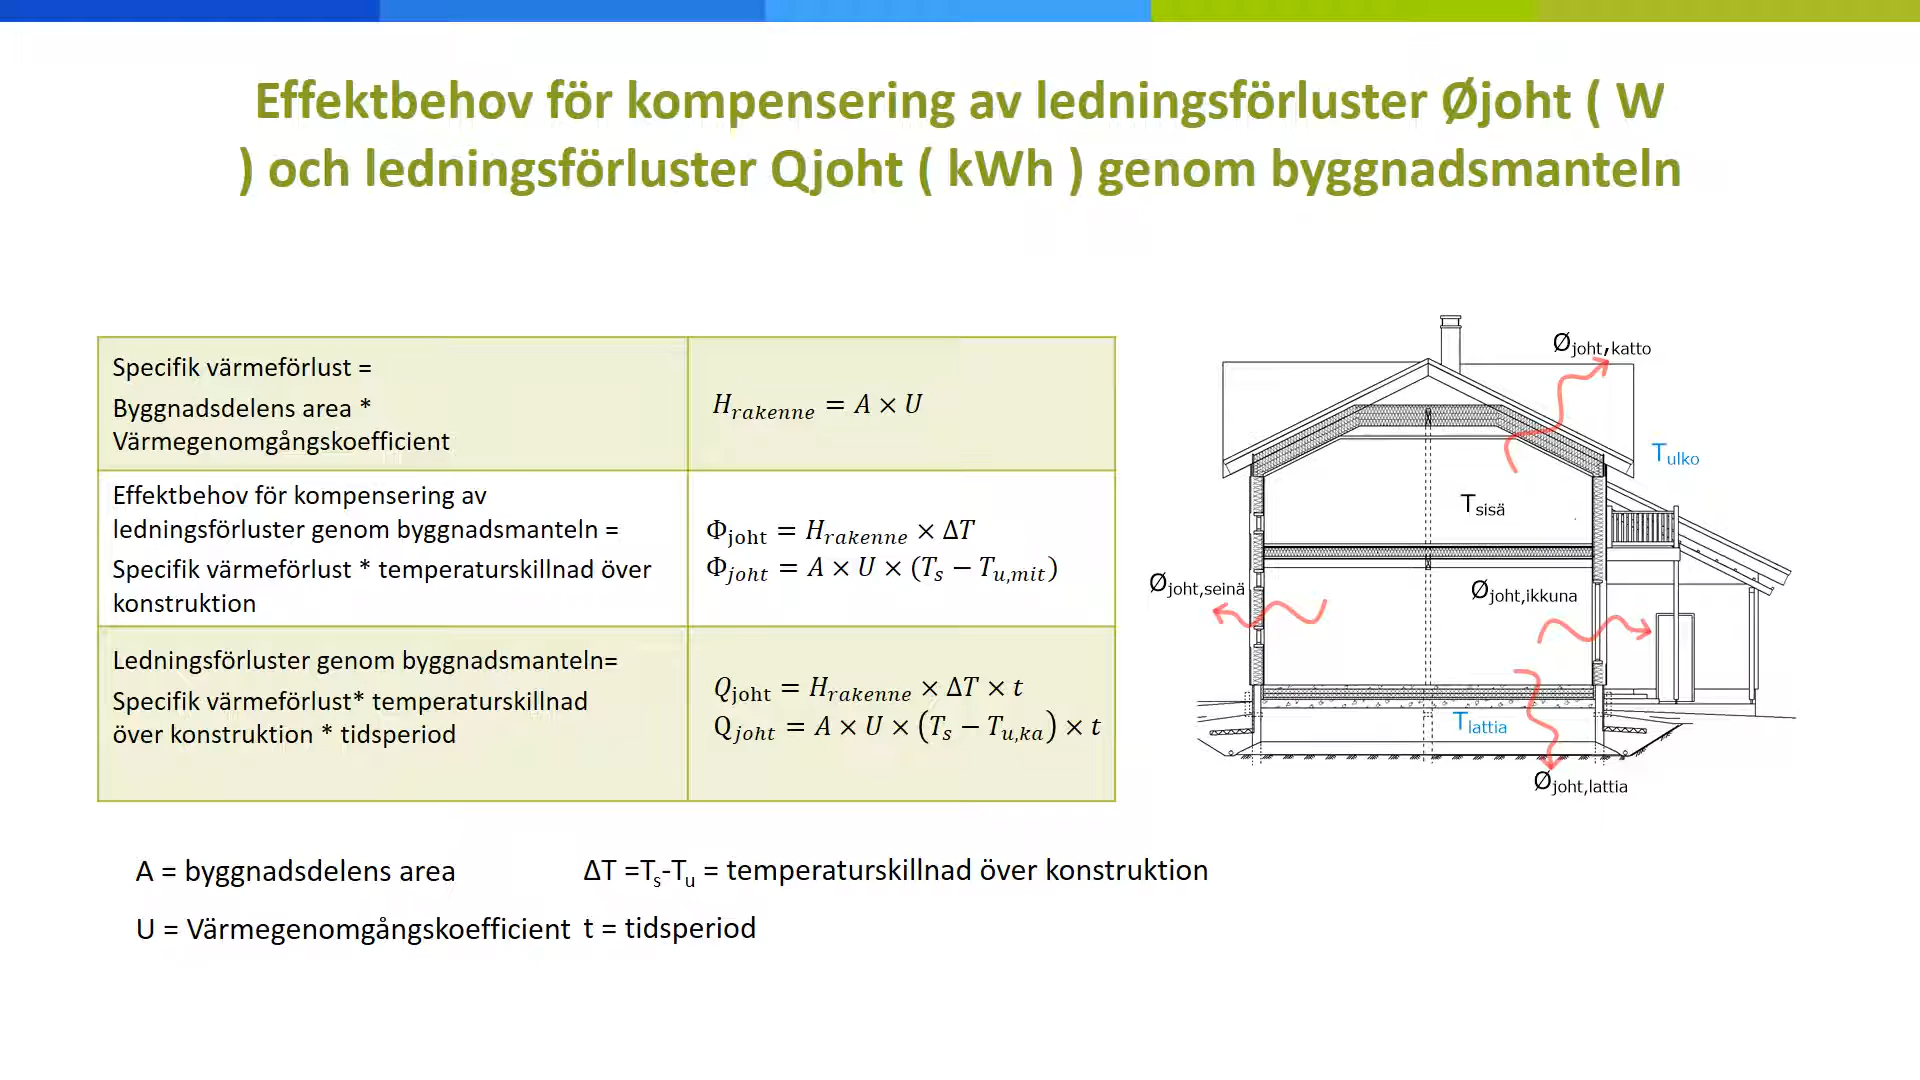 Effektbehov för kompensering av ledningsförluster Øjoht ( W
) och ledningsförluster Qjoht ( kWh ) genom byggnadsmanteln
Specifik värmeförlust =
Byggnadsdelens area *
Värmegenomgångskoefficient
H_rakenne = A × U
Effektbehov för kompensering av
ledningsförluster genom byggnadsmanteln =
Specifik värmeförlust * temperaturskillnad över
konstruktion
Φ_joht = H_rakenne × ΔT
Φ_joht = A × U × (T_s − T_u,mit)
Ledningsförluster genom byggnadsmanteln=
Specifik värmeförlust* temperaturskillnad
över konstruktion * tidsperiod
Q_joht = H_rakenne × ΔT × t
Q_joht = A × U × (T_s − T_u,ka) × t
Ø_joht,katto
T_ulko
T_sisä
Ø_joht,seinä
Ø_joht,ikkuna
T_lattia
Ø_joht,lattia
A = byggnadsdelens area
ΔT =T_s-T_u = temperaturskillnad över konstruktion
U = Värmegenomgångskoefficient
t = tidsperiod